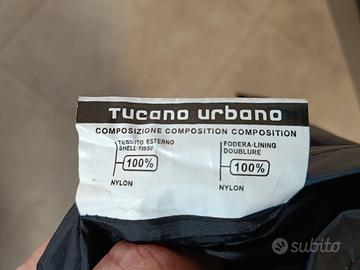 Tucano urbano
COMPOSIZIONE COMPOSITION COMPOSITION
TESSUTO ESTERNO
SHELL-TISSU
100%
NYLON
FODERA-LINING
DOUBLURE
100%
NYLON
subito